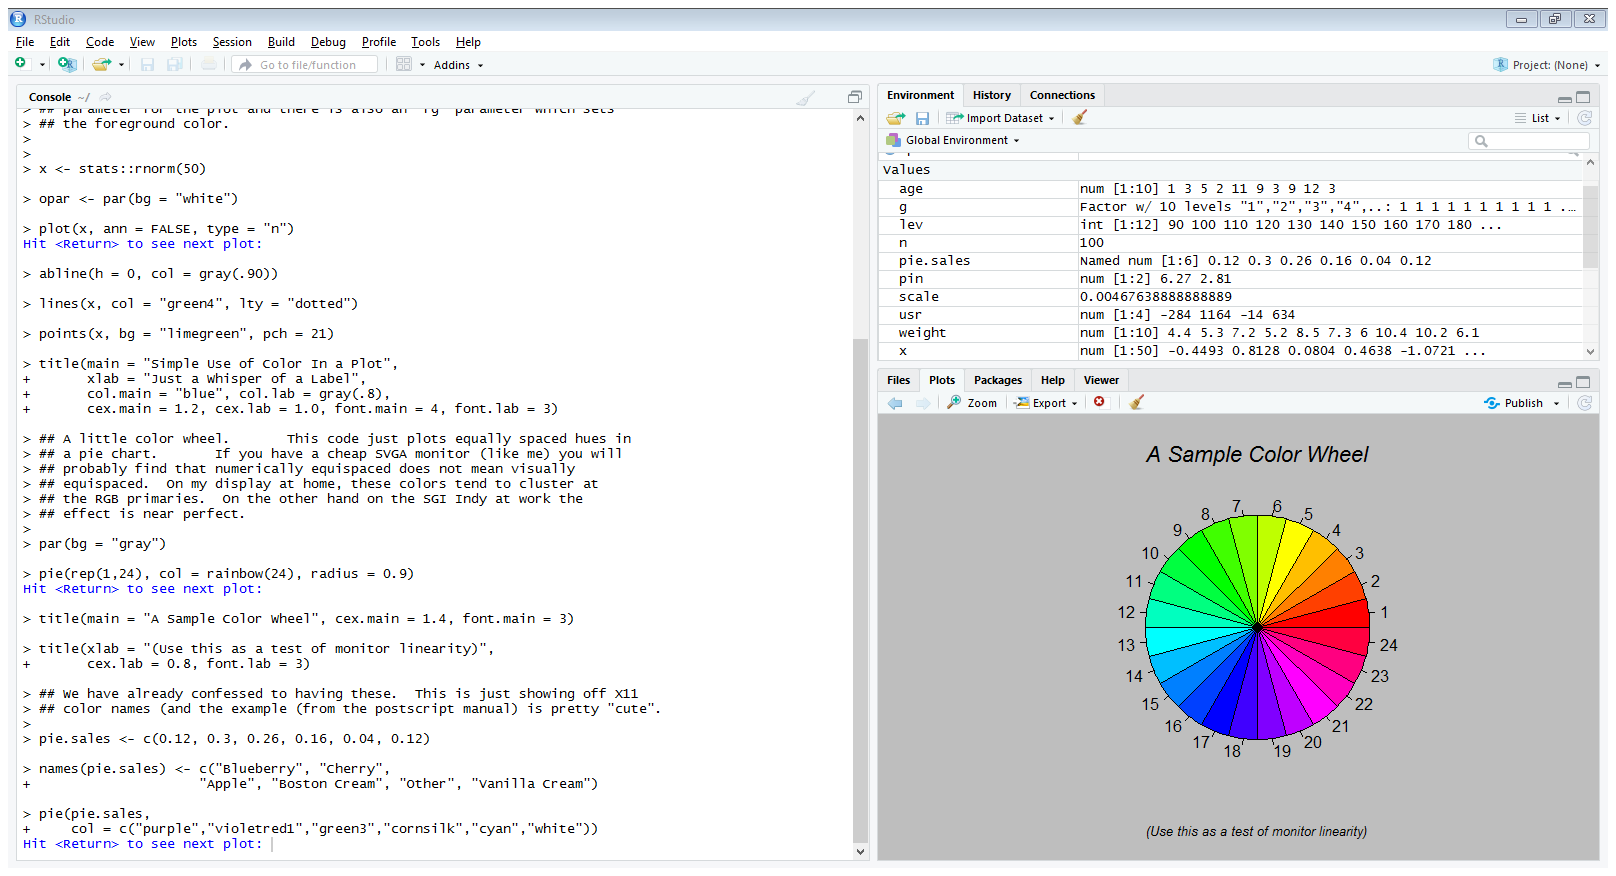 RStudio
File Edit Code View Plots Session Build Debug Profile Tools Help
Go to file/function Addins Project: (None)
Console ~/
> ## parameter for the plot and there is also an "fg" parameter which sets
> ## the foreground color.
>
>
> x <- stats::rnorm(50)
> opar <- par(bg = "white")
> plot(x, ann = FALSE, type = "n")
Hit <Return> to see next plot:
> abline(h = 0, col = gray(.90))
> lines(x, col = "green4", lty = "dotted")
> points(x, bg = "limegreen", pch = 21)
> title(main = "Simple Use of Color In a Plot",
+       xlab = "Just a Whisper of a Label",
+       col.main = "blue", col.lab = gray(.8),
+       cex.main = 1.2, cex.lab = 1.0, font.main = 4, font.lab = 3)
> ## A little color wheel.       This code just plots equally spaced hues in
> ## a pie chart.       If you have a cheap SVGA monitor (like me) you will
> ## probably find that numerically equispaced does not mean visually
> ## equispaced.  On my display at home, these colors tend to cluster at
> ## the RGB primaries.  On the other hand on the SGI Indy at work the
> ## effect is near perfect.
>
> par(bg = "gray")
> pie(rep(1,24), col = rainbow(24), radius = 0.9)
Hit <Return> to see next plot:
> title(main = "A Sample Color Wheel", cex.main = 1.4, font.main = 3)
> title(xlab = "(Use this as a test of monitor linearity)",
+       cex.lab = 0.8, font.lab = 3)
> ## We have already confessed to having these.  This is just showing off X11
> ## color names (and the example (from the postscript manual) is pretty "cute".
>
> pie.sales <- c(0.12, 0.3, 0.26, 0.16, 0.04, 0.12)
> names(pie.sales) <- c("Blueberry", "Cherry",
+                     "Apple", "Boston Cream", "Other", "Vanilla Cream")
> pie(pie.sales,
+     col = c("purple","violetred1","green3","cornsilk","cyan","white"))
Hit <Return> to see next plot:
Environment History Connections
Import Dataset List
Global Environment
Values
age num [1:10] 1 3 5 2 11 9 3 9 12 3
g Factor w/ 10 levels "1","2","3","4",..: 1 1 1 1 1 1 1 1 1 1 ...
lev int [1:12] 90 100 110 120 130 140 150 160 170 180 ...
n 100
pie.sales Named num [1:6] 0.12 0.3 0.26 0.16 0.04 0.12
pin num [1:2] 6.27 2.81
scale 0.00467638888888889
usr num [1:4] -284 1164 -14 634
weight num [1:10] 4.4 5.3 7.2 5.2 8.5 7.3 6 10.4 10.2 6.1
x num [1:50] -0.4493 0.8128 0.0804 0.4638 -1.0721 ...
Files Plots Packages Help Viewer
Zoom Export Publish
A Sample Color Wheel
1
2
3
4
5
6
7
8
9
10
11
12
13
14
15
16
17
18
19
20
21
22
23
24
(Use this as a test of monitor linearity)